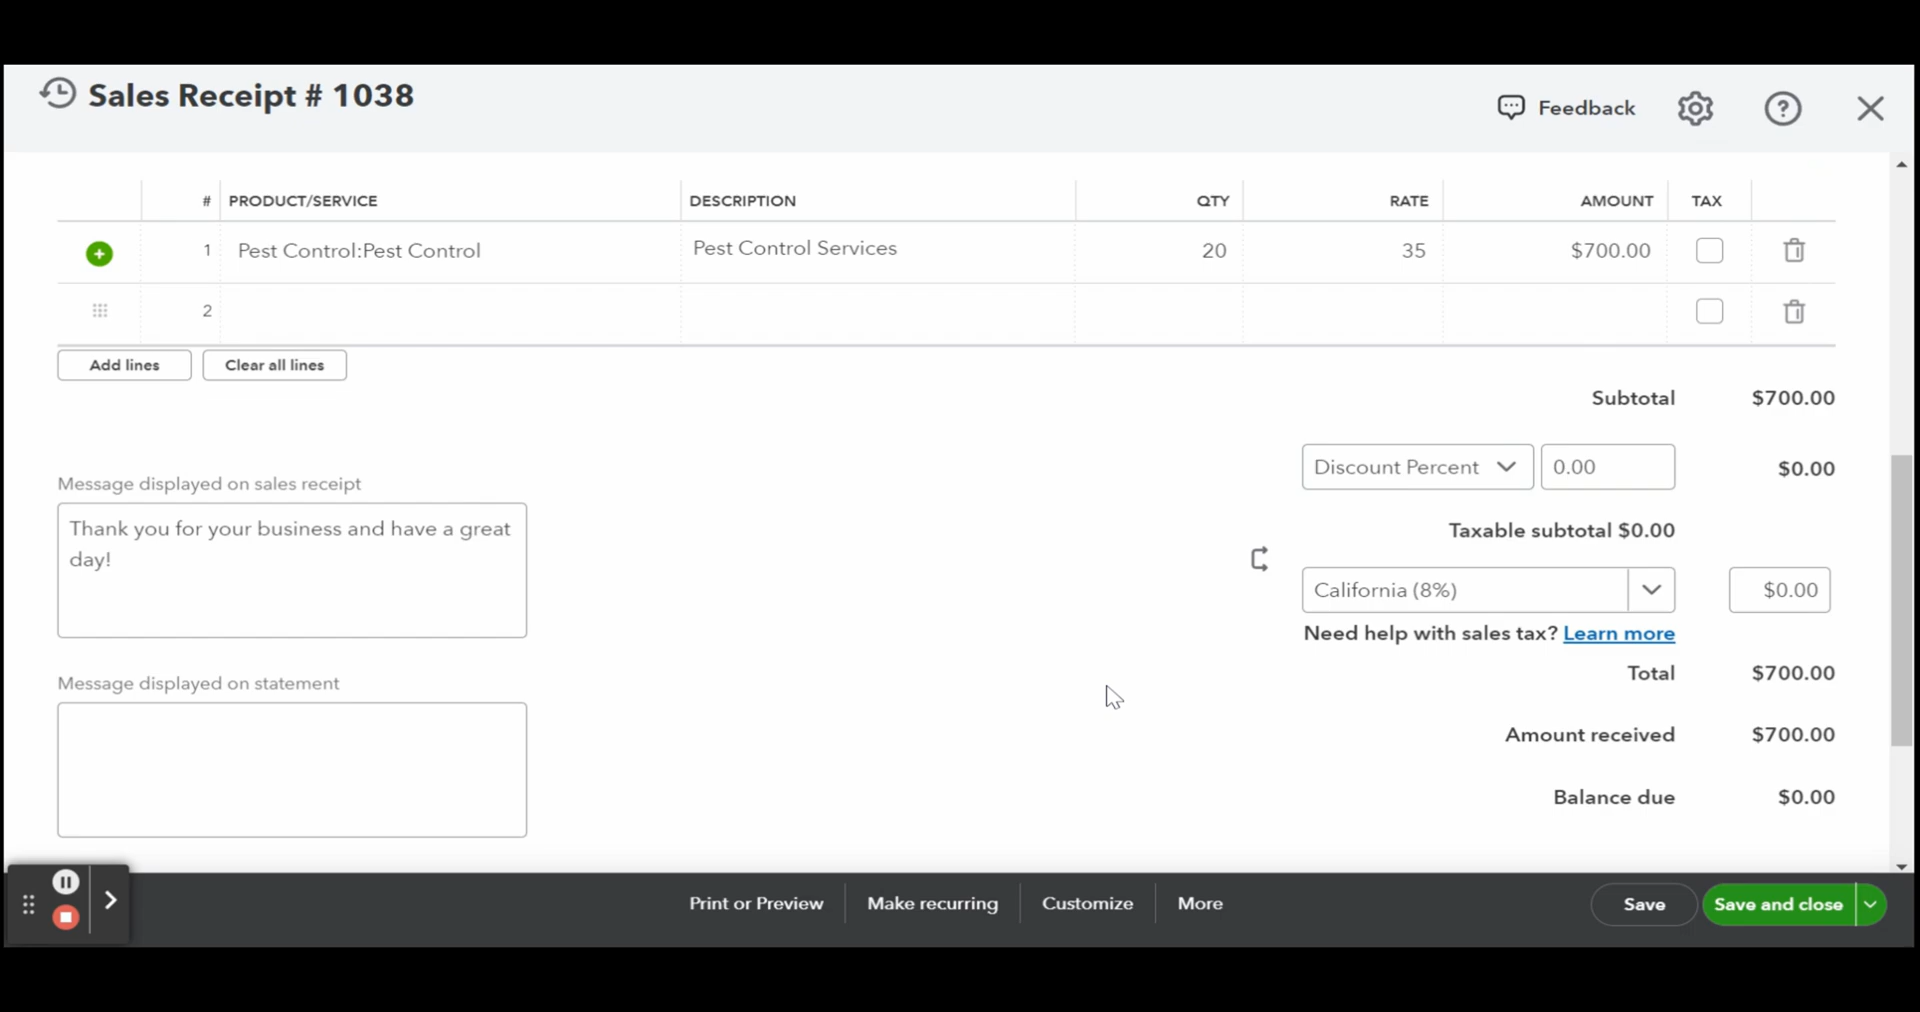 Sales Receipt # 1038
Feedback
# PRODUCT/SERVICE DESCRIPTION QTY RATE AMOUNT TAX
1 Pest Control:Pest Control Pest Control Services 20 35 $700.00
2
Add lines Clear all lines
Subtotal $700.00
Discount Percent 0.00 $0.00
Message displayed on sales receipt
Thank you for your business and have a great
day!
Taxable subtotal $0.00
California (8%) $0.00
Need help with sales tax? Learn more
Message displayed on statement
Total $700.00
Amount received $700.00
Balance due $0.00
Print or Preview Make recurring Customize More Save Save and close